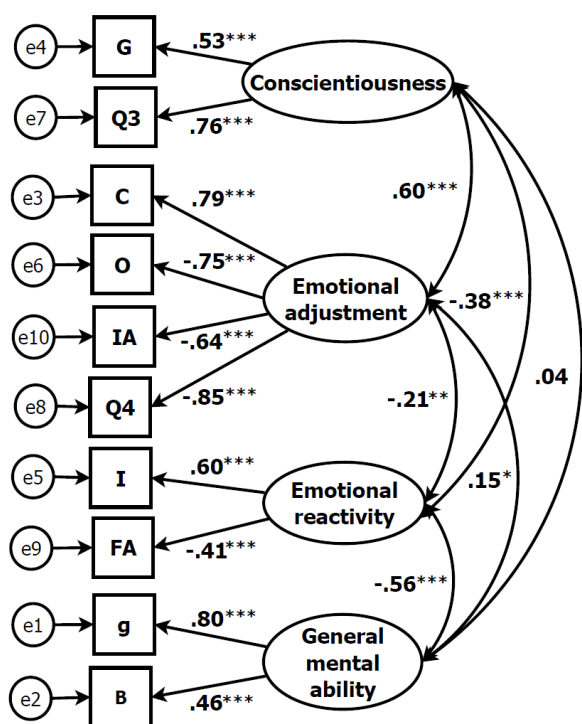 e4
G
.53***
Conscientiousness
e7
Q3
.76***
e3
C
.79***
.60***
e6
O
-.75***
Emotional
adjustment
-.38***
e10
IA
-.64***
.04
e8
Q4
-.85***
-.21**
e5
I
.60***
Emotional
reactivity
.15*
e9
FA
-.41***
-.56***
e1
g
.80***
General
mental
ability
e2
B
.46***